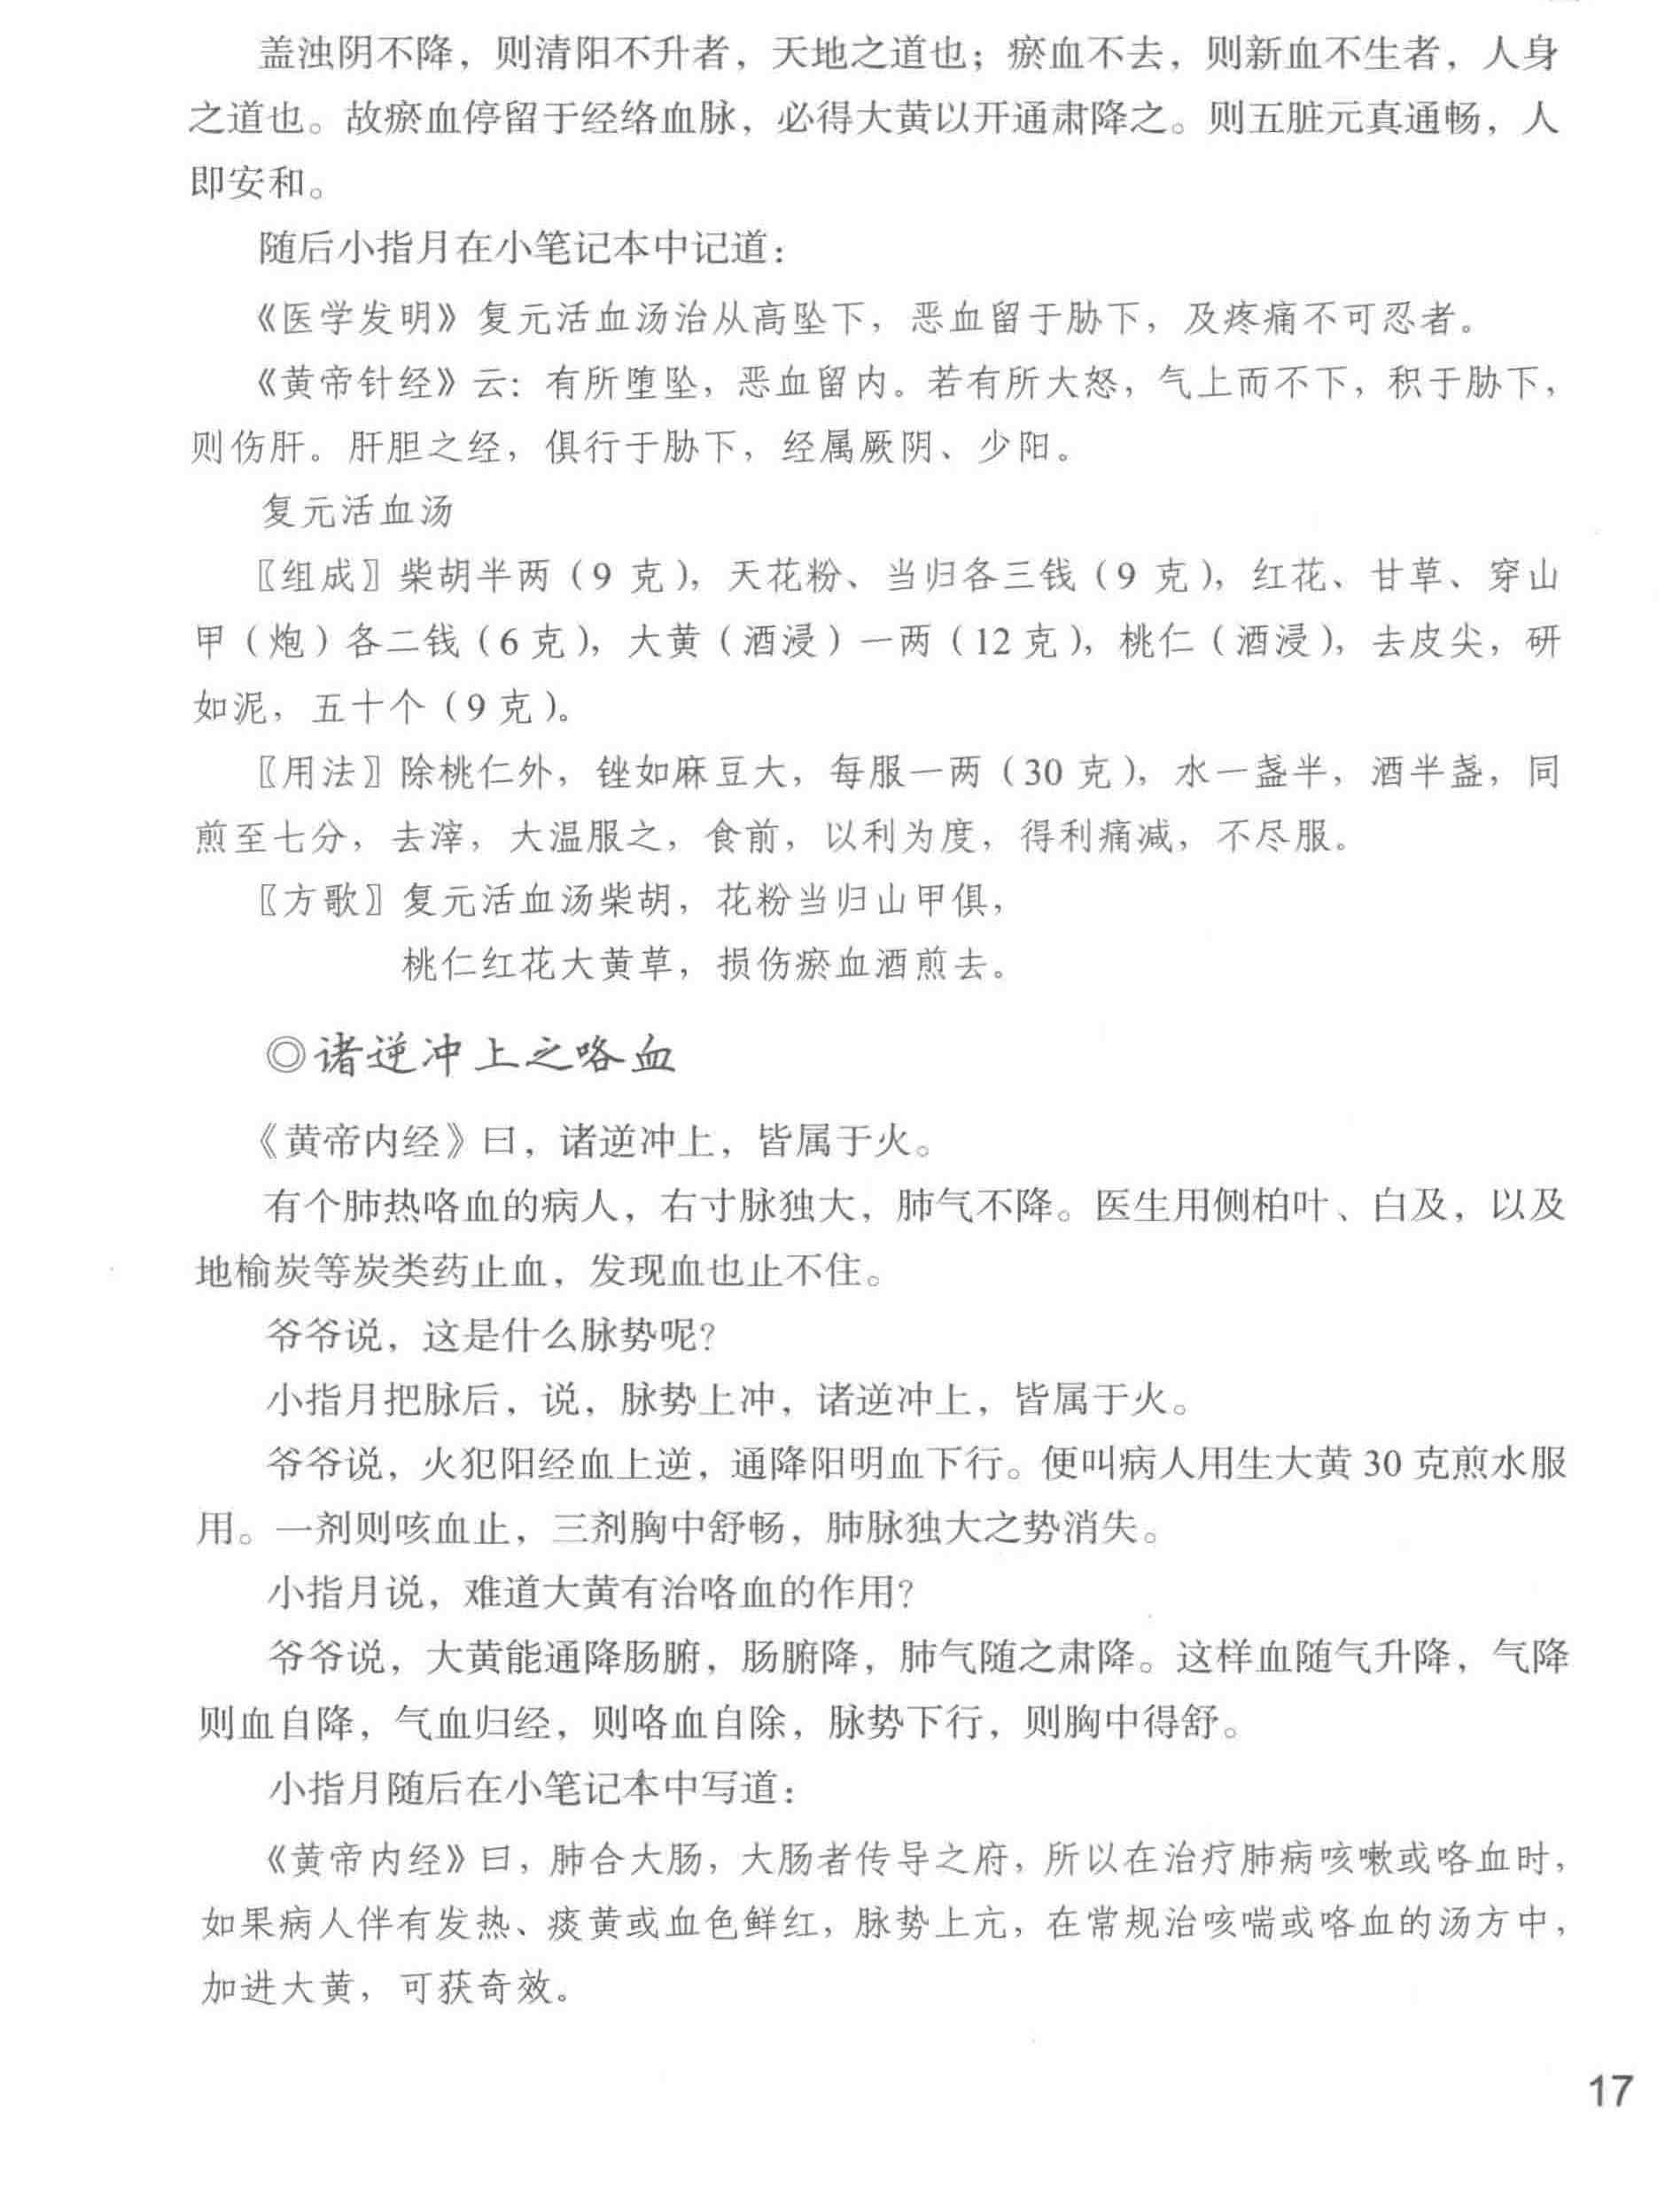 盖浊阴不降，则清阳不升者，天地之道也；瘀血不去，则新血不生者，人身
之道也。故瘀血停留于经络血脉，必得大黄以开通肃降之。则五脏元真通畅，人
即安和。
随后小指月在小笔记本中记道：
《医学发明》复元活血汤治从高坠下，恶血留于胁下，及疼痛不可忍者。
《黄帝针经》云：有所堕坠，恶血留内。若有所大怒，气上而不下，积于胁下，
则伤肝。肝胆之经，俱行于胁下，经属厥阴、少阳。
复元活血汤
〖组成〗柴胡半两（9 克），天花粉、当归各三钱（9 克），红花、甘草、穿山
甲（炮）各二钱（6 克），大黄（酒浸）一两（12 克），桃仁（酒浸），去皮尖，研
如泥，五十个（9 克）。
〖用法〗除桃仁外，锉如麻豆大，每服一两（30 克），水一盏半，酒半盏，同
煎至七分，去滓，大温服之，食前，以利为度，得利痛减，不尽服。
〖方歌〗复元活血汤柴胡，花粉当归山甲俱，
桃仁红花大黄草，损伤瘀血酒煎去。
◎诸逆冲上之咯血
《黄帝内经》曰，诸逆冲上，皆属于火。
有个肺热咯血的病人，右寸脉独大，肺气不降。医生用侧柏叶、白及，以及
地榆炭等炭类药止血，发现血也止不住。
爷爷说，这是什么脉势呢？
小指月把脉后，说，脉势上冲，诸逆冲上，皆属于火。
爷爷说，火犯阳经血上逆，通降阳明血下行。便叫病人用生大黄 30 克煎水服
用。一剂则咳血止，三剂胸中舒畅，肺脉独大之势消失。
小指月说，难道大黄有治咯血的作用？
爷爷说，大黄能通降肠腑，肠腑降，肺气随之肃降。这样血随气升降，气降
则血自降，气血归经，则咯血自除，脉势下行，则胸中得舒。
小指月随后在小笔记本中写道：
《黄帝内经》曰，肺合大肠，大肠者传导之府，所以在治疗肺病咳嗽或咯血时，
如果病人伴有发热、痰黄或血色鲜红，脉势上亢，在常规治咳喘或咯血的汤方中，
加进大黄，可获奇效。
17